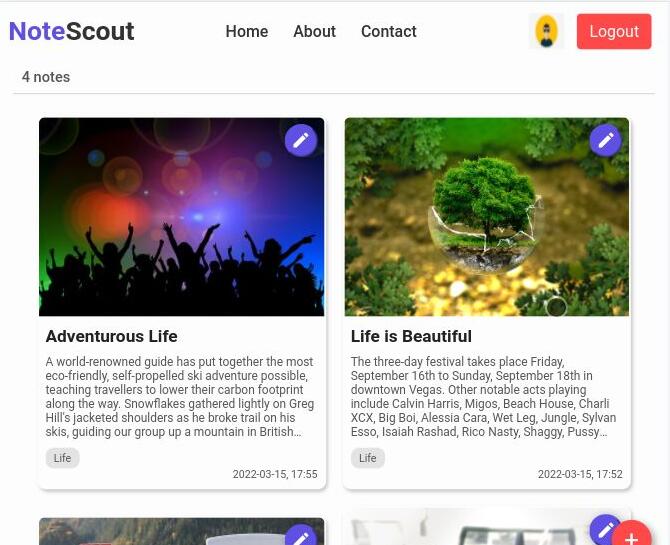 NoteScout Home About Contact Logout
4 notes
Adventurous Life
A world-renowned guide has put together the most
eco-friendly, self-propelled ski adventure possible,
teaching travellers to lower their carbon footprint
along the way. Snowflakes gathered lightly on Greg
Hill's jacketed shoulders as he broke trail on his
skis, guiding our group up a mountain in British...
Life
2022-03-15, 17:55
Life is Beautiful
The three-day festival takes place Friday,
September 16th to Sunday, September 18th in
downtown Vegas. Other notable acts playing
include Calvin Harris, Migos, Beach House, Charli
XCX, Big Boi, Alessia Cara, Wet Leg, Jungle, Sylvan
Esso, Isaiah Rashad, Rico Nasty, Shaggy, Pussy...
Life
2022-03-15, 17:52